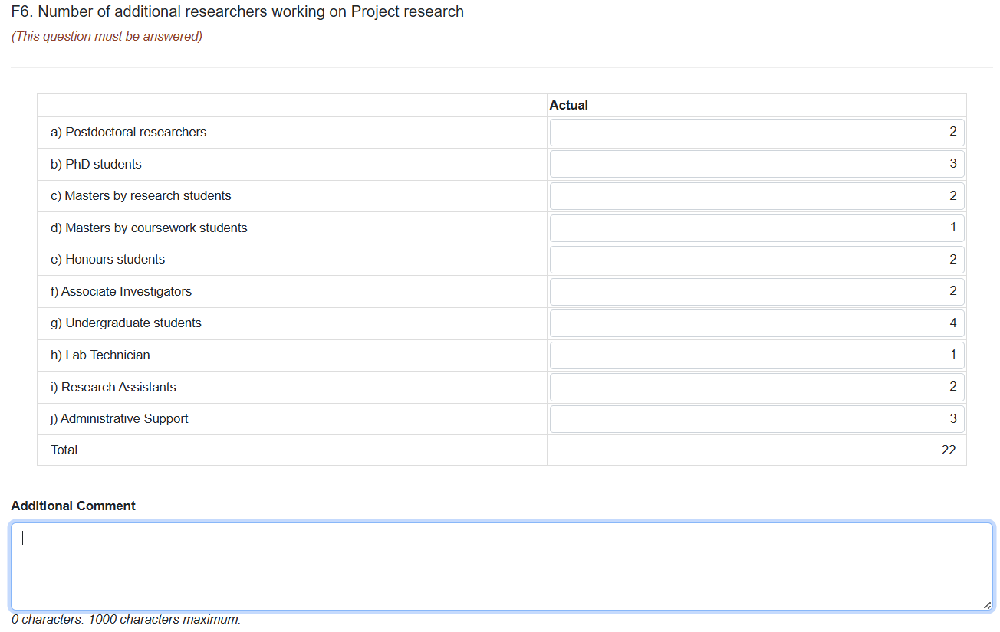 F6. Number of additional researchers working on Project research
(This question must be answered)
Actual
a) Postdoctoral researchers 2
b) PhD students 3
c) Masters by research students 2
d) Masters by coursework students 1
e) Honours students 2
f) Associate Investigators 2
g) Undergraduate students 4
h) Lab Technician 1
i) Research Assistants 2
j) Administrative Support 3
Total 22
Additional Comment
0 characters. 1000 characters maximum.